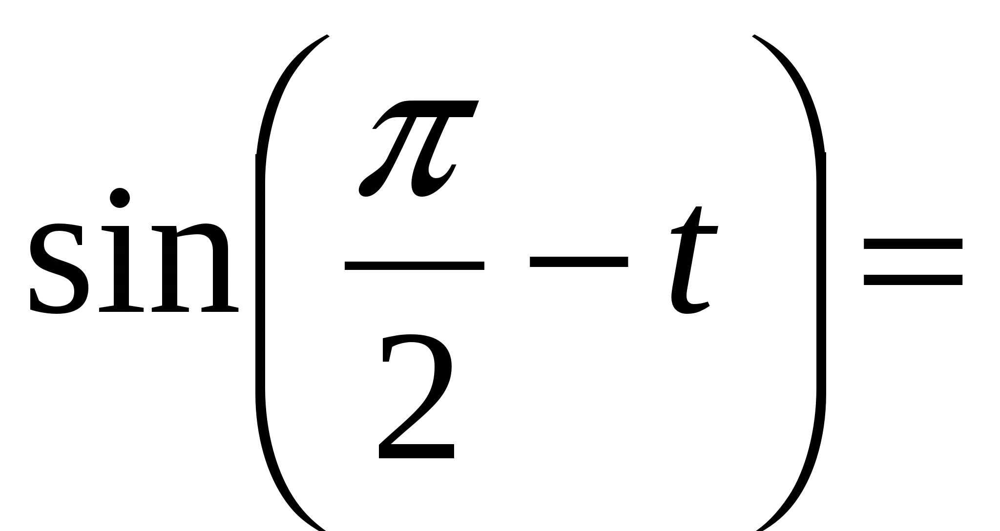 sin(π/2 − t) =